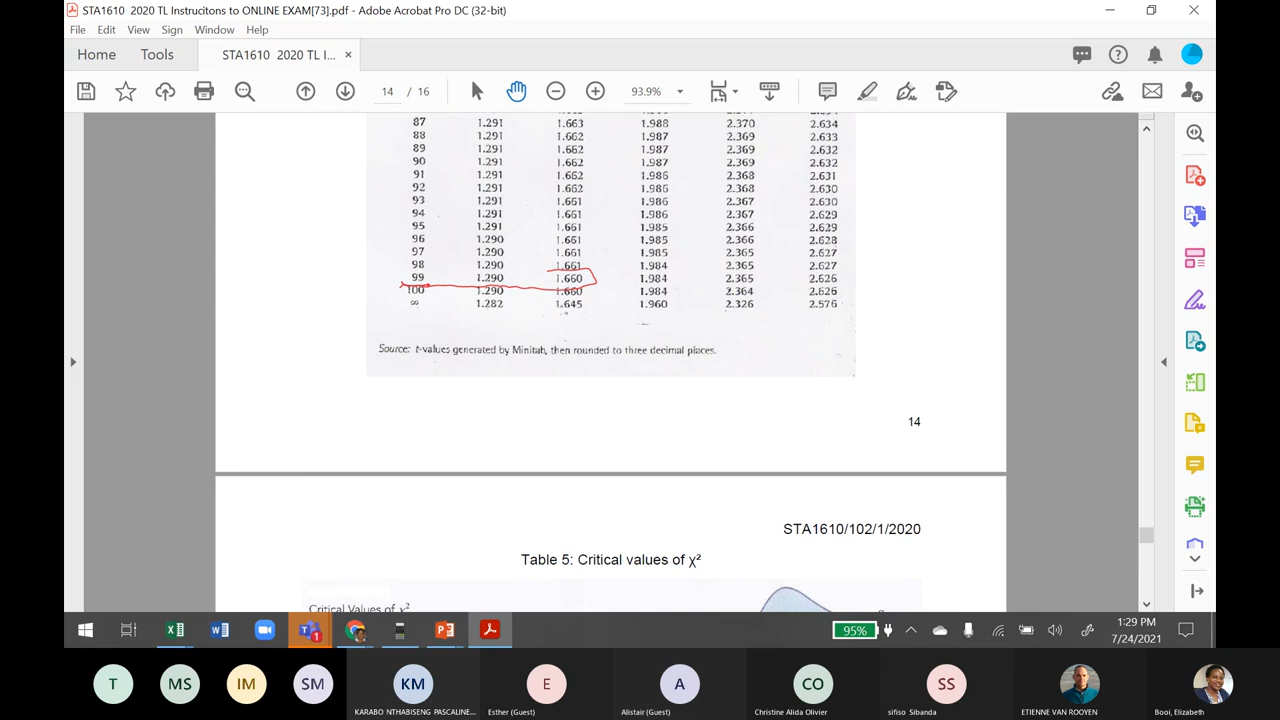 STA1610 2020 TL Instrucitons to ONLINE EXAM[73].pdf - Adobe Acrobat Pro DC (32-bit)
File Edit View Sign Window Help
Home Tools STA1610 2020 TL I... ×
14 / 16 93.9%
87 1.291 1.663 1.988 2.370 2.634
88 1.291 1.662 1.987 2.369 2.633
89 1.291 1.662 1.987 2.369 2.632
90 1.291 1.662 1.987 2.369 2.632
91 1.291 1.662 1.986 2.368 2.631
92 1.291 1.662 1.986 2.368 2.630
93 1.291 1.661 1.986 2.367 2.630
94 1.291 1.661 1.986 2.367 2.629
95 1.291 1.661 1.985 2.366 2.629
96 1.290 1.661 1.985 2.366 2.628
97 1.290 1.661 1.985 2.365 2.627
98 1.290 1.661 1.984 2.365 2.627
99 1.290 1.660 1.984 2.365 2.626
100 1.290 1.660 1.984 2.364 2.626
∞ 1.282 1.645 1.960 2.326 2.576
Source: t-values generated by Minitab, then rounded to three decimal places.
14
STA1610/102/1/2020
Table 5: Critical values of χ²
Critical Values of χ²
95%
1:29 PM
7/24/2021
1
T MS IM SM KM E A CO SS
KARABO NTHABISENG PASCALINE... Esther (Guest) Alistair (Guest) Christine Alida Olivier sifiso Sibanda ETIENNE VAN ROOYEN Booi, Elizabeth